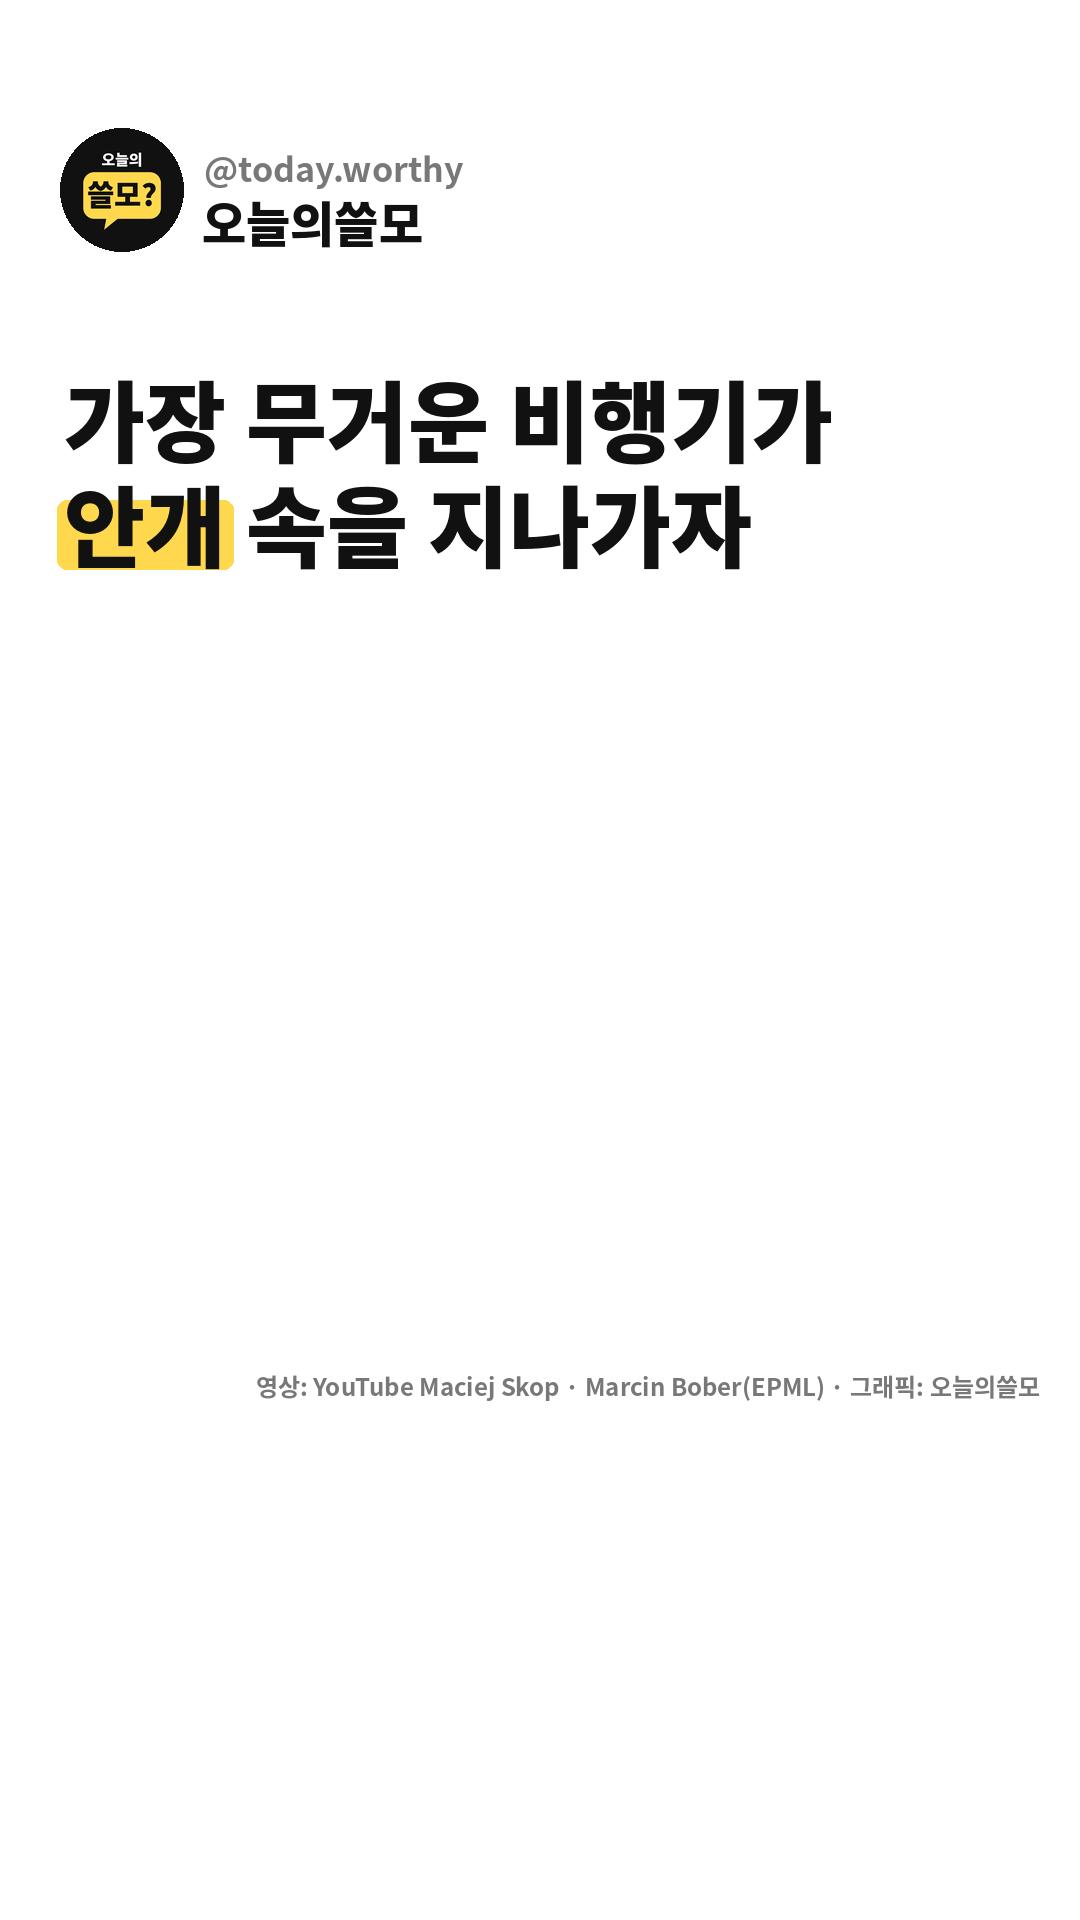 오늘의
쓸모?
@today.worthy
오늘의쓸모
가장 무거운 비행기가
안개 속을 지나가자
영상: YouTube Maciej Skop · Marcin Bober(EPML) · 그래픽: 오늘의쓸모